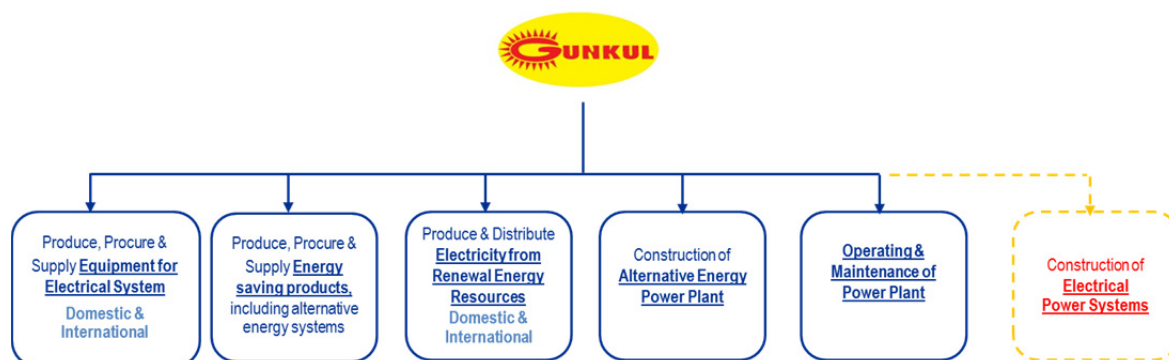 GUNKUL
Produce, Procure &
Supply Equipment for
Electrical System
Domestic &
International
Produce, Procure &
Supply Energy
saving products,
including alternative
energy systems
Produce & Distribute
Electricity from
Renewal Energy
Resources
Domestic &
International
Construction of
Alternative Energy
Power Plant
Operating &
Maintenance of
Power Plant
Construction of
Electrical
Power Systems